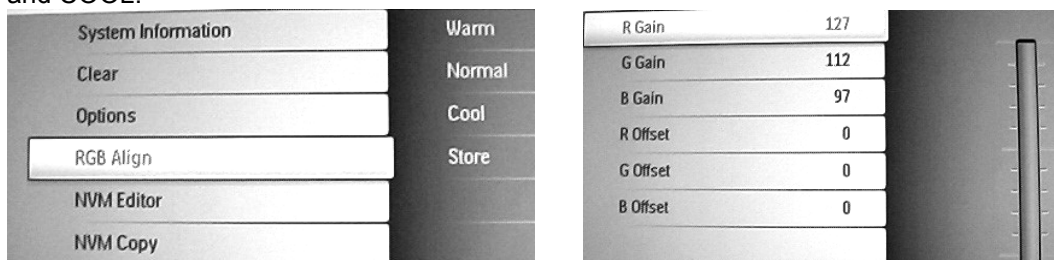 and COOL.
System Information
Clear
Options
RGB Align
NVM Editor
NVM Copy
Warm
Normal
Cool
Store
R Gain 127
G Gain 112
B Gain 97
R Offset 0
G Offset 0
B Offset 0